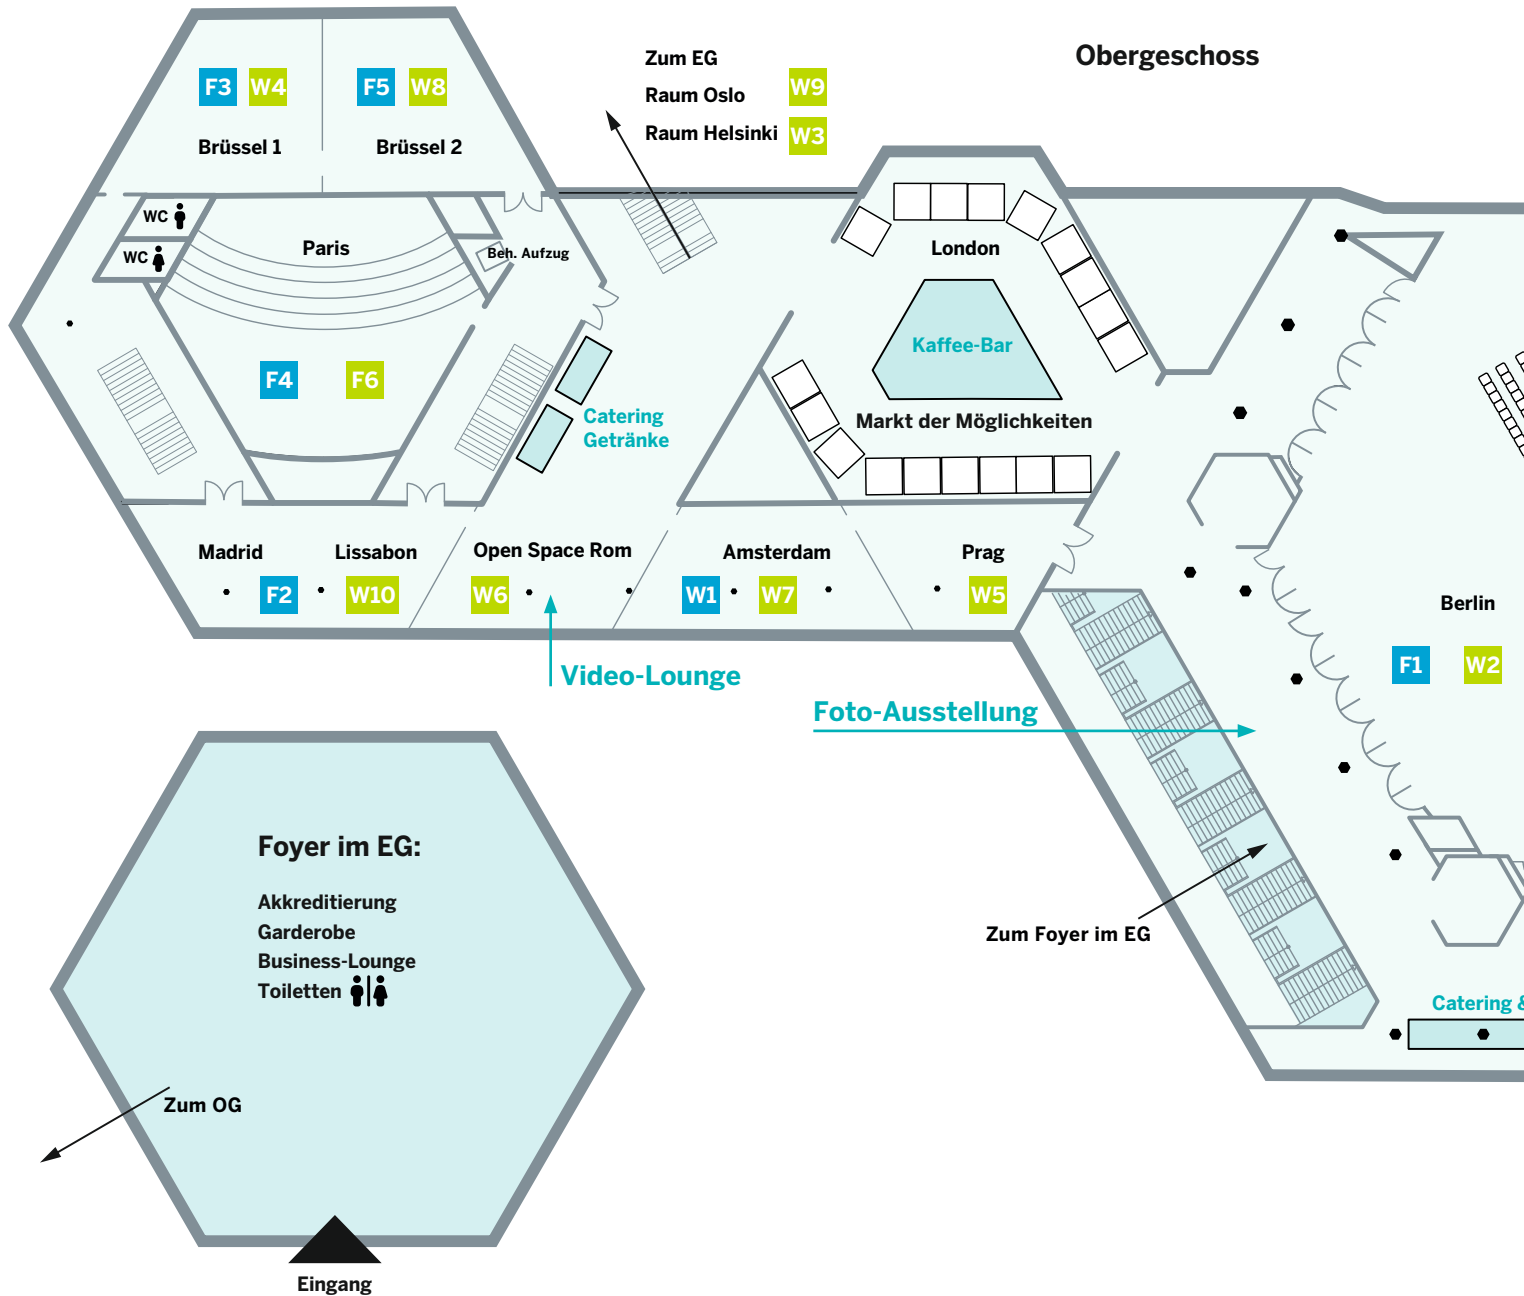 Obergeschoss
Zum EG
Raum Oslo W9
Raum Helsinki W3
F3 W4
Brüssel 1
F5 W8
Brüssel 2
WC
WC
Paris
Beh. Aufzug
F4 F6
Catering
Getränke
London
Kaffee-Bar
Markt der Möglichkeiten
Madrid
F2
Lissabon
W10
Open Space Rom
W6
Amsterdam
W1 W7
Prag
W5
Berlin
F1 W2
Video-Lounge
Foto-Ausstellung
Zum Foyer im EG
Catering &
Foyer im EG:
Akkreditierung
Garderobe
Business-Lounge
Toiletten
Zum OG
Eingang